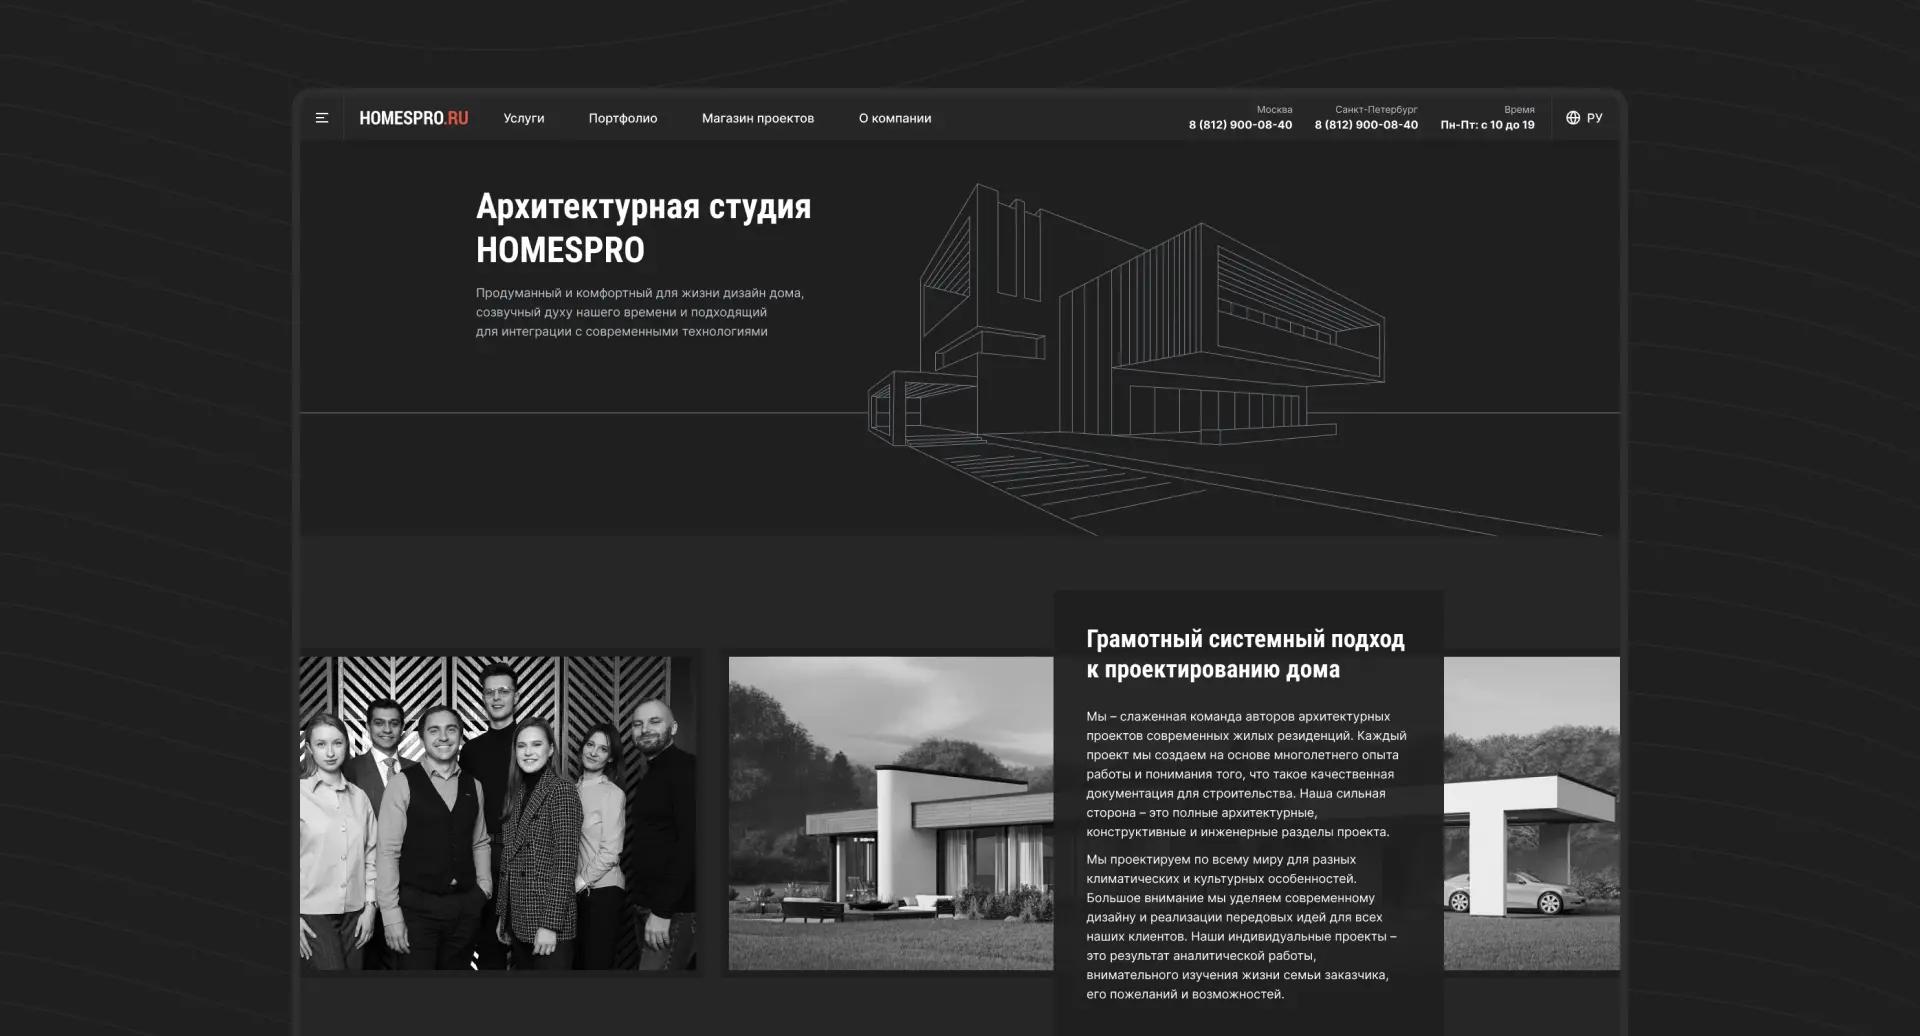 HOMESPRO.RU
Услуги
Портфолио
Магазин проектов
О компании
Москва
8 (812) 900-08-40
Санкт-Петербург
8 (812) 900-08-40
Время
Пн-Пт: с 10 до 19
РУ
Архитектурная студия
HOMESPRO
Продуманный и комфортный для жизни дизайн дома,
созвучный духу нашего времени и подходящий
для интеграции с современными технологиями
Грамотный системный подход
к проектированию дома
Мы – слаженная команда авторов архитектурных
проектов современных жилых резиденций. Каждый
проект мы создаем на основе многолетнего опыта
работы и понимания того, что такое качественная
документация для строительства. Наша сильная
сторона – это полные архитектурные,
конструктивные и инженерные разделы проекта.
Мы проектируем по всему миру для разных
климатических и культурных особенностей.
Большое внимание мы уделяем современному
дизайну и реализации передовых идей для всех
наших клиентов. Наши индивидуальные проекты –
это результат аналитической работы,
внимательного изучения жизни семьи заказчика,
его пожеланий и возможностей.